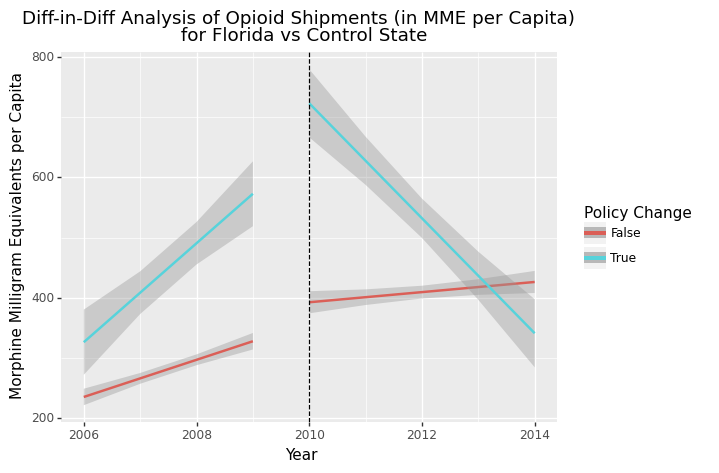 Diff-in-Diff Analysis of Opioid Shipments (in MME per Capita)
for Florida vs Control State
Morphine Milligram Equivalents per Capita
800
600
400
200
2006
2008
2010
2012
2014
Year
Policy Change
False
True